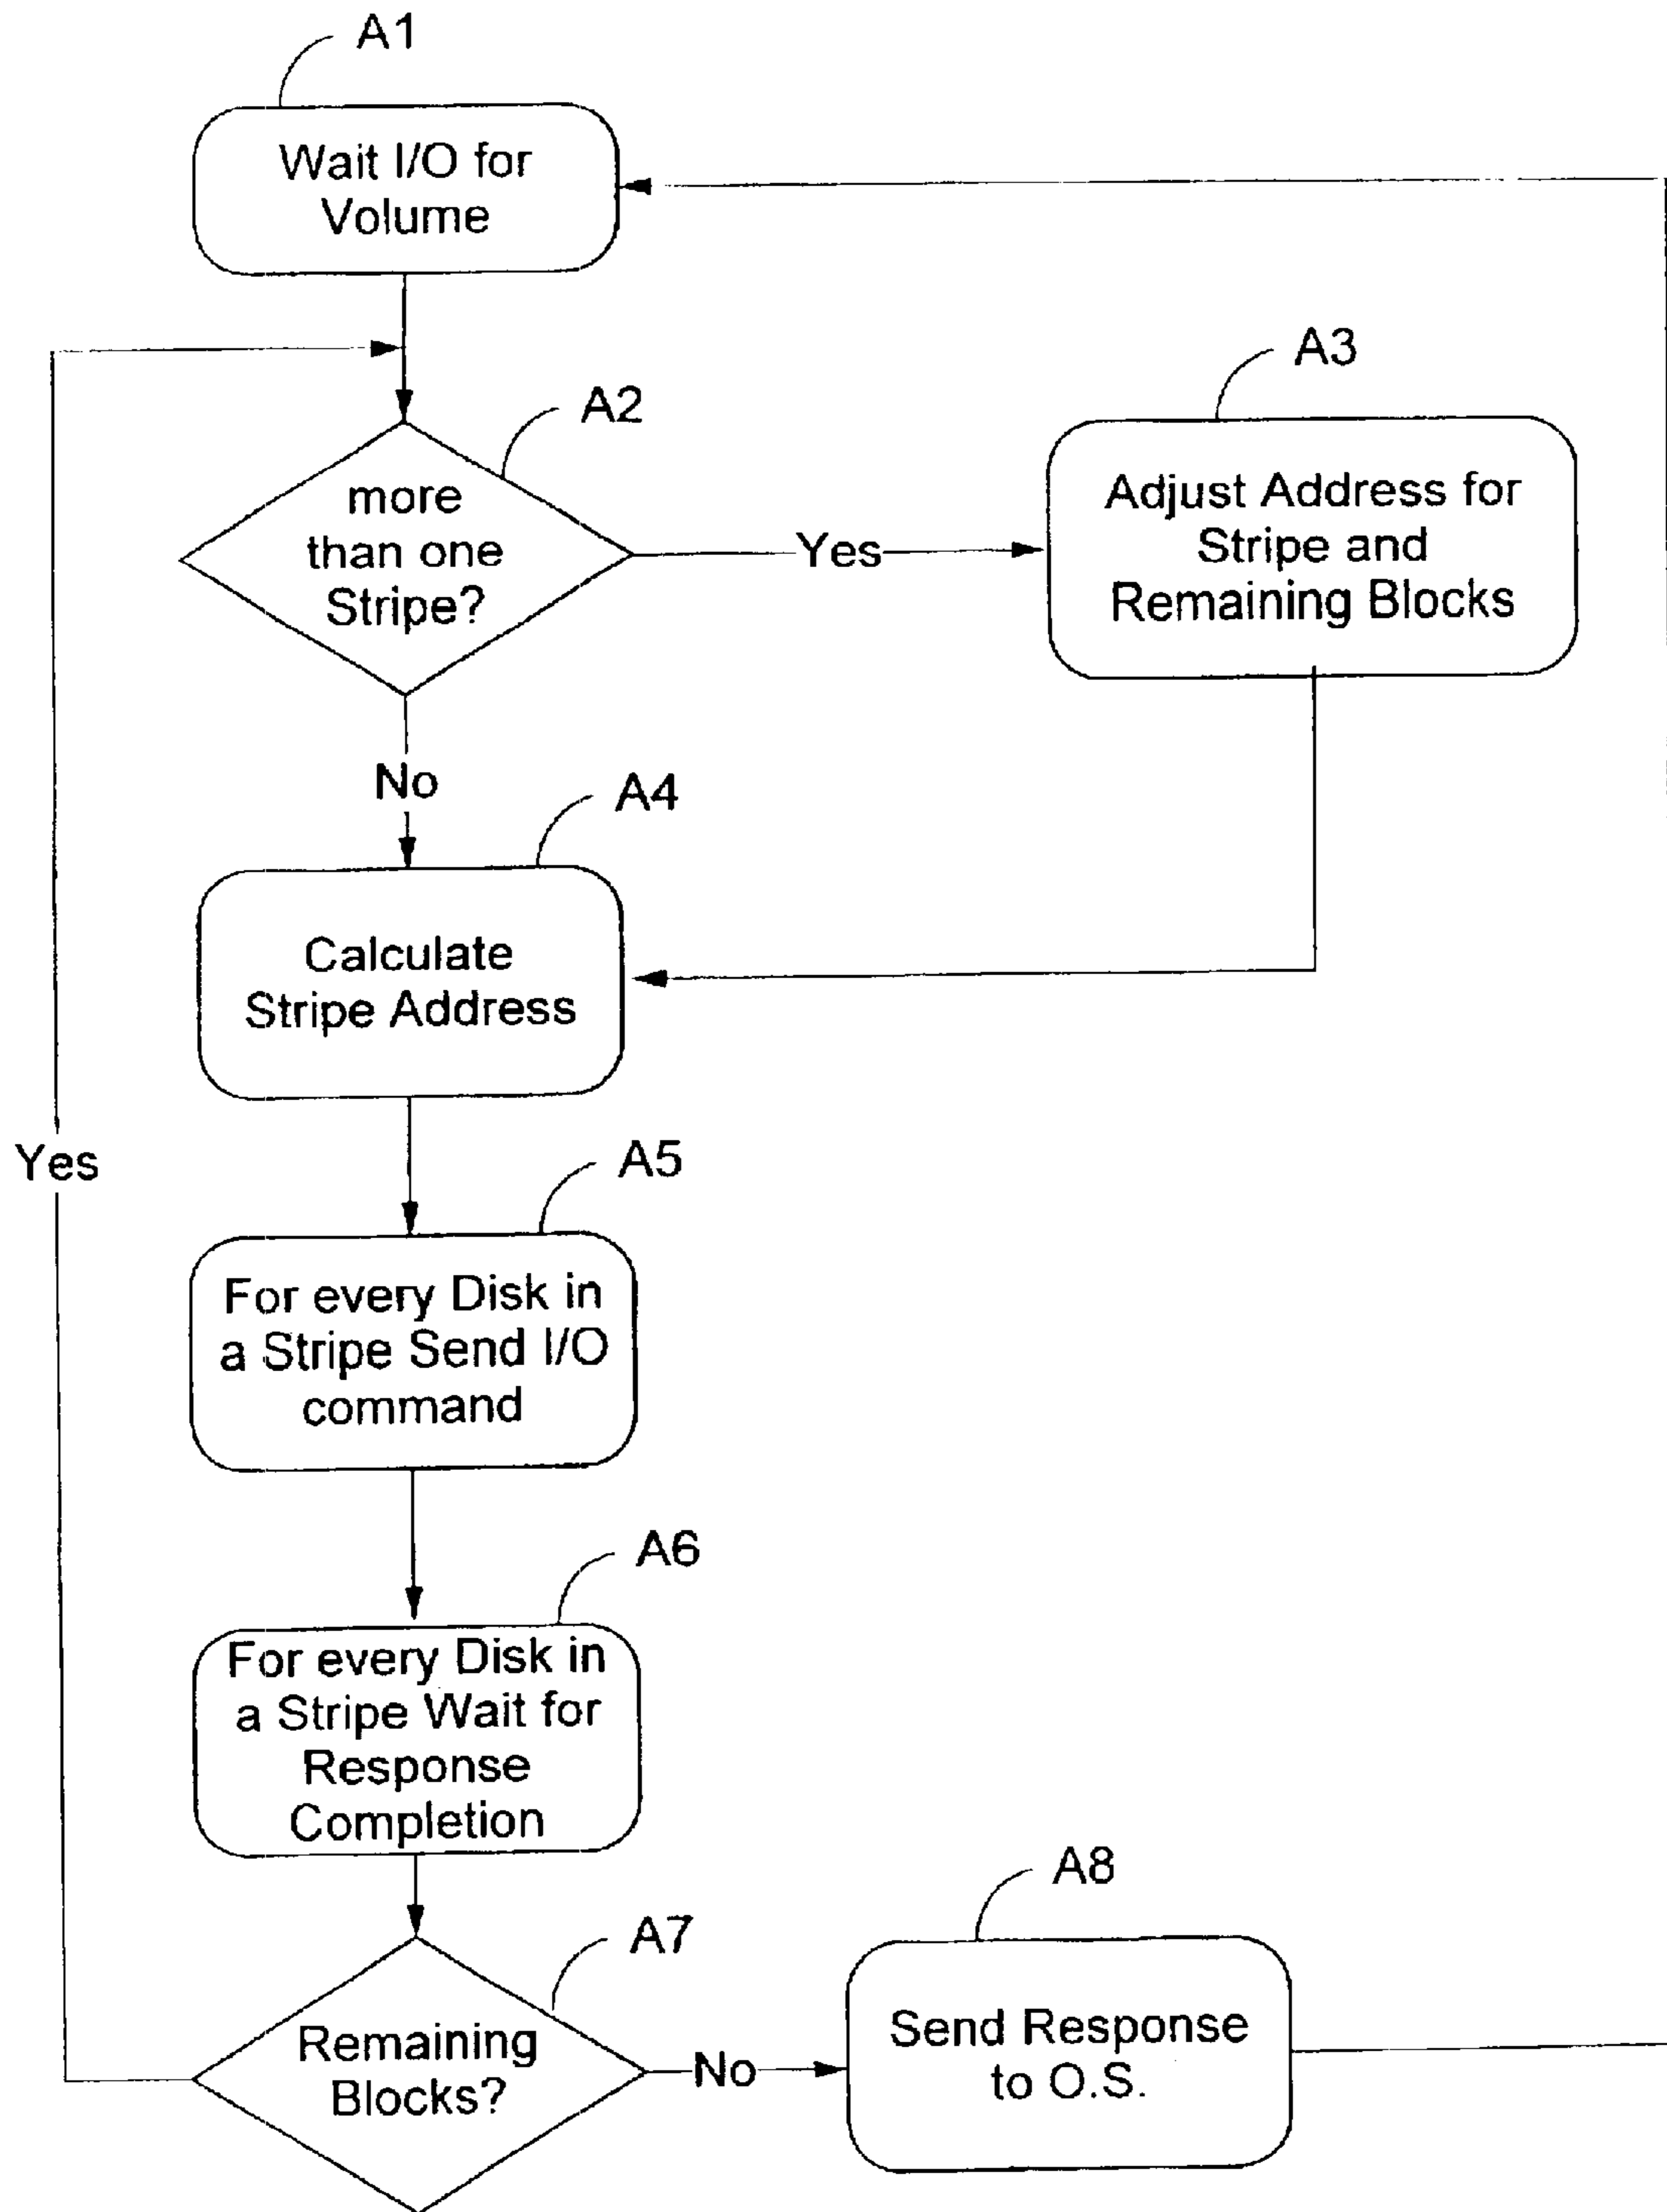 A1
Wait I/O for
Volume
A2
more
than one
Stripe?
Yes
A3
Adjust Address for
Stripe and
Remaining Blocks
No
A4
Calculate
Stripe Address
Yes
A5
For every Disk in
a Stripe Send I/O
command
A6
For every Disk in
a Stripe Wait for
Response
Completion
A7
Remaining
Blocks?
No
A8
Send Response
to O.S.